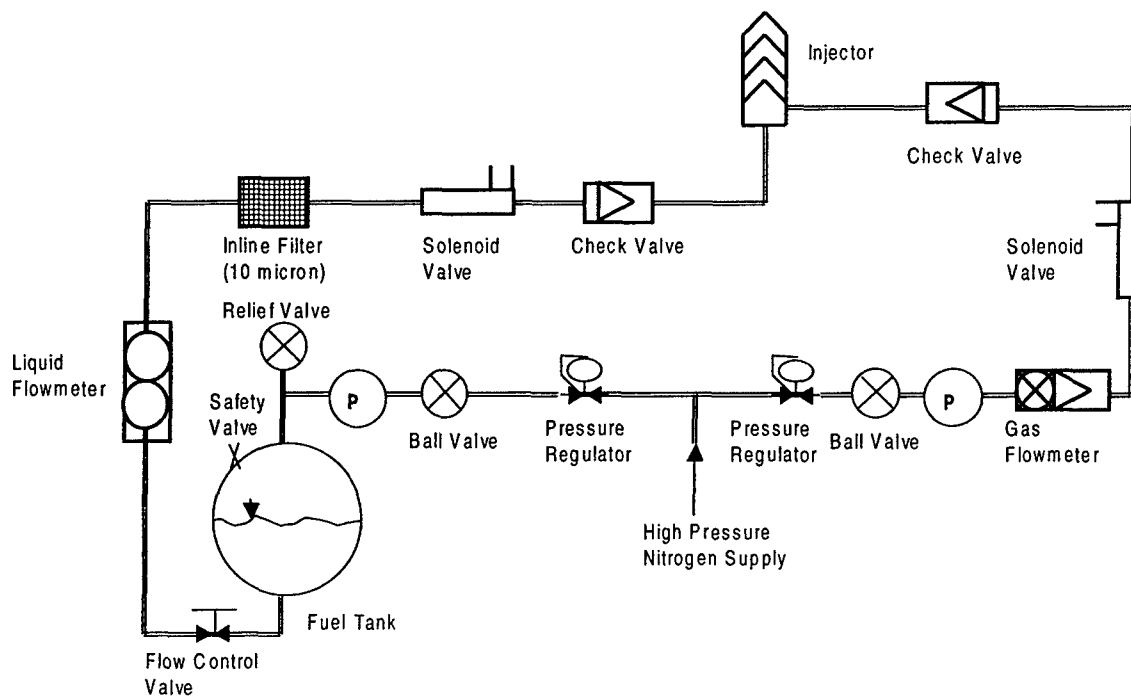 Injector
Check Valve
Inline Filter
(10 micron)
Solenoid
Valve
Check Valve
Solenoid
Valve
Relief Valve
Liquid
Flowmeter
Safety
Valve
P
Ball Valve
Pressure
Regulator
Pressure
Regulator
Ball Valve
P
Gas
Flowmeter
High Pressure
Nitrogen Supply
Fuel Tank
Flow Control
Valve